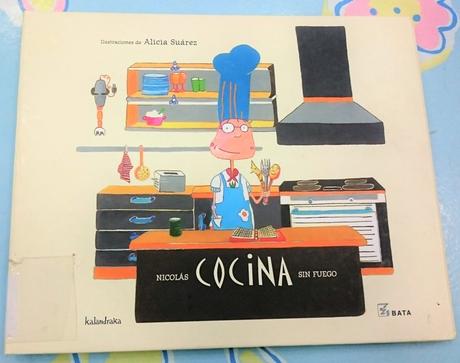 Ilustraciones de Alicia Suárez
NICOLÁS COCINA SIN FUEGO
kalandraka
BATA